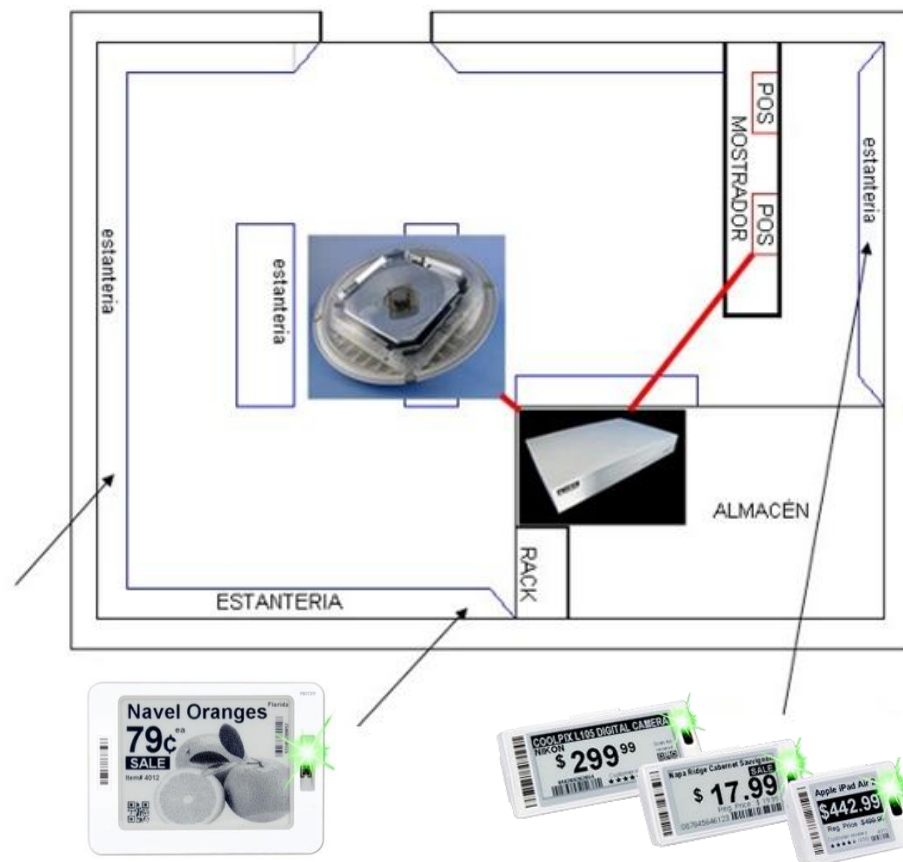 POS
MOSTRADOR
POS
estanteria
estanteria
estanteria
ALMACÉN
RACK
ESTANTERIA
Navel Oranges
Florida
79¢ ea
SALE
Item# 4012
COOLPIX L105 DIGITAL CAMERA
NIKON
$ 299 99
Napa Ridge Cabernet Sauvignon
SALE
$ 17.99
Reg. Price
Apple iPad Air 2
$442.99
Reg. Price